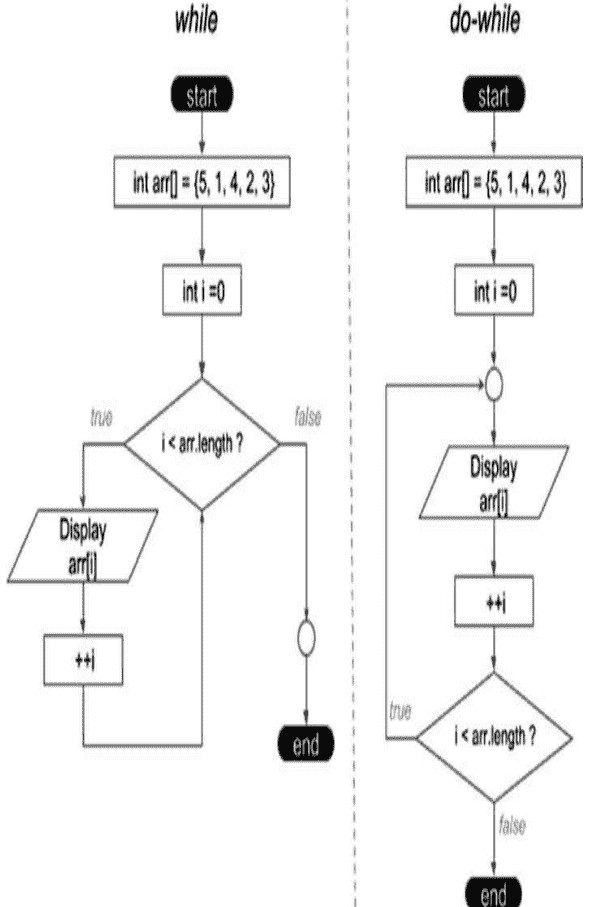 while
start
int arr[] = {5, 1, 4, 2, 3}
int i =0
true
false
i < arr.length ?
Display
arr[i]
++i
end
do-while
start
int arr[] = {5, 1, 4, 2, 3}
int i =0
Display
arr[i]
++i
true
i < arr.length ?
false
end